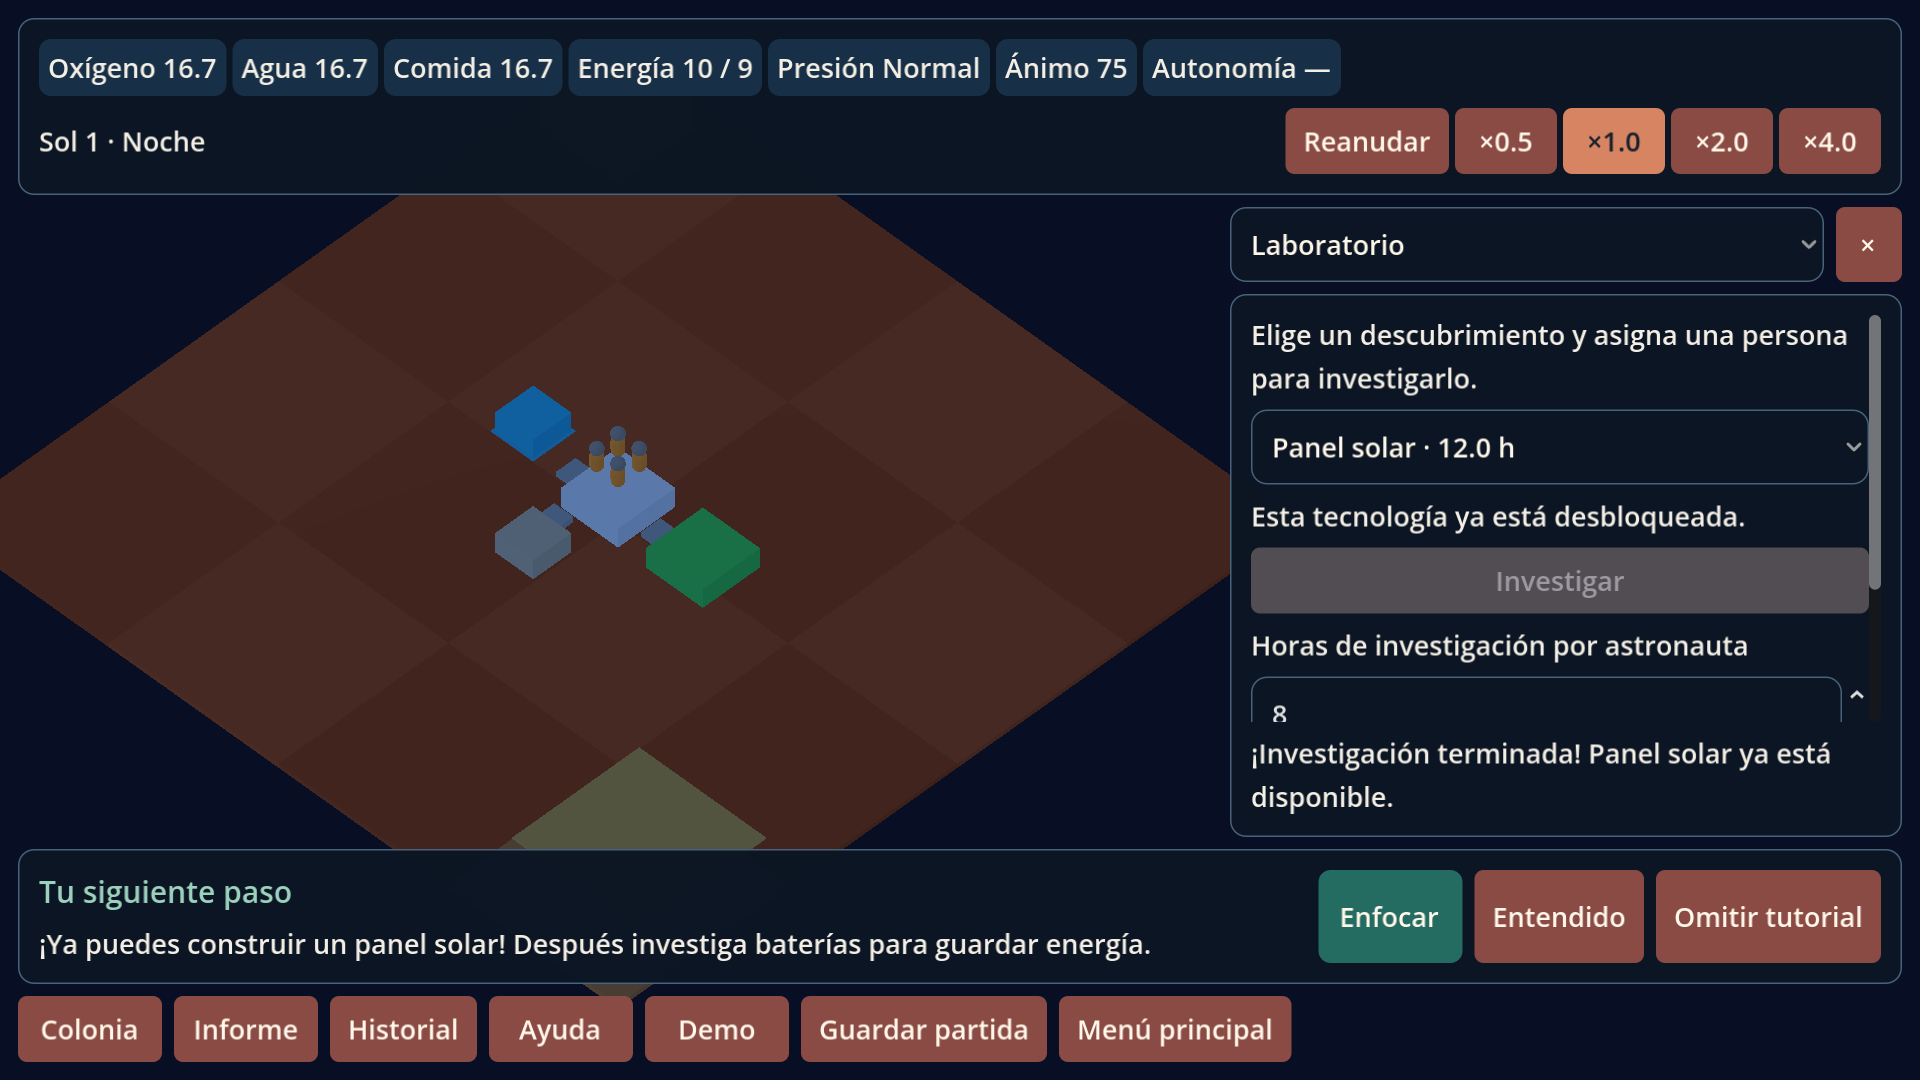 Oxígeno 16.7 Agua 16.7 Comida 16.7 Energía 10 / 9 Presión Normal Ánimo 75 Autonomía —
Sol 1 · Noche
Reanudar ×0.5 ×1.0 ×2.0 ×4.0
Laboratorio ×
Elige un descubrimiento y asigna una persona
para investigarlo.
Panel solar · 12.0 h
Esta tecnología ya está desbloqueada.
Investigar
Horas de investigación por astronauta
8
¡Investigación terminada! Panel solar ya está
disponible.
Tu siguiente paso
¡Ya puedes construir un panel solar! Después investiga baterías para guardar energía.
Enfocar Entendido Omitir tutorial
Colonia Informe Historial Ayuda Demo Guardar partida Menú principal